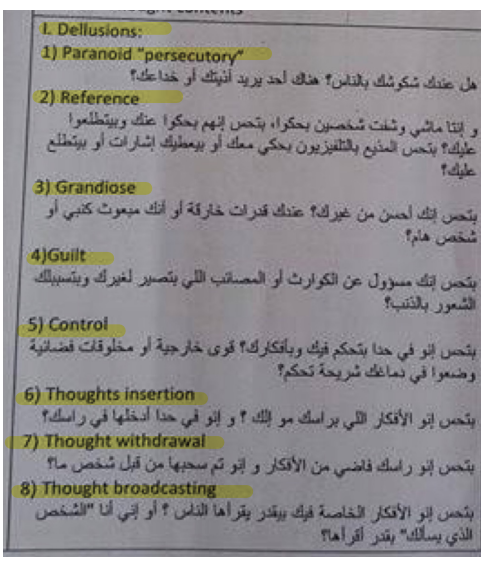 I. Dellusions:
1) Paranoid "persecutory"
هل عندك شكوشك بالناس؟ هناك أحد يريد أذيتك أو خداعك؟
2) Reference
و إنتا ماشي وشفت شخصين بحكوا، بتحس إنهم بحكوا عنك وبيتطلعوا
عليك؟ بتحس المذيع بالتلفيزيون بحكي معك أو بيعطيك إشارات أو بيتطلع
عليك؟
3) Grandiose
بتحس إنك أحسن من غيرك؟ عندك قدرات خارقة أو أنك مبعوث كنبي أو
شخص هام؟
4)Guilt
بتحس إنك مسؤول عن الكوارث أو المصائب اللي بتصير لغيرك وبتسببلك
الشعور بالذنب؟
5) Control
بتحس إنو في حدا بتحكم فيك وبأفكارك؟ قوى خارجية أو مخلوقات فضائية
وضعوا في دماغك شريحة تحكم؟
6) Thoughts insertion
بتحس إنو الأفكار اللي براسك مو إلك ؟ و إنو في حدا أدخلها في راسك؟
7) Thought withdrawal
بتحس إنو راسك فاضي من الأفكار و إنو تم سحبها من قبل شخص ما؟
8) Thought broadcasting
بتحس إنو الأفكار الخاصة فيك بيقدر يقرأها الناس ؟ أو إني أنا "الشخص
الذي يسألك" بقدر أقرأها؟